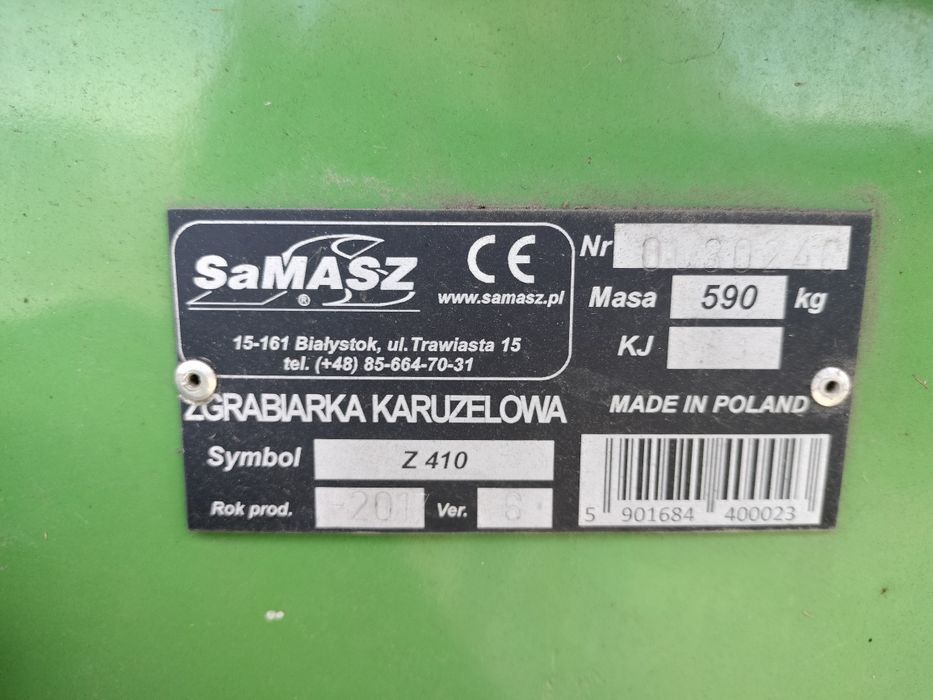 SaMASZ ®
CE
www.samasz.pl
15-161 Białystok, ul. Trawiasta 15
tel. (+48) 85-664-70-31
Nr
Masa 590 kg
KJ
ZGRABIARKA KARUZELOWA
MADE IN POLAND
Symbol Z 410
Rok prod. Ver. 6
5 901684 400023